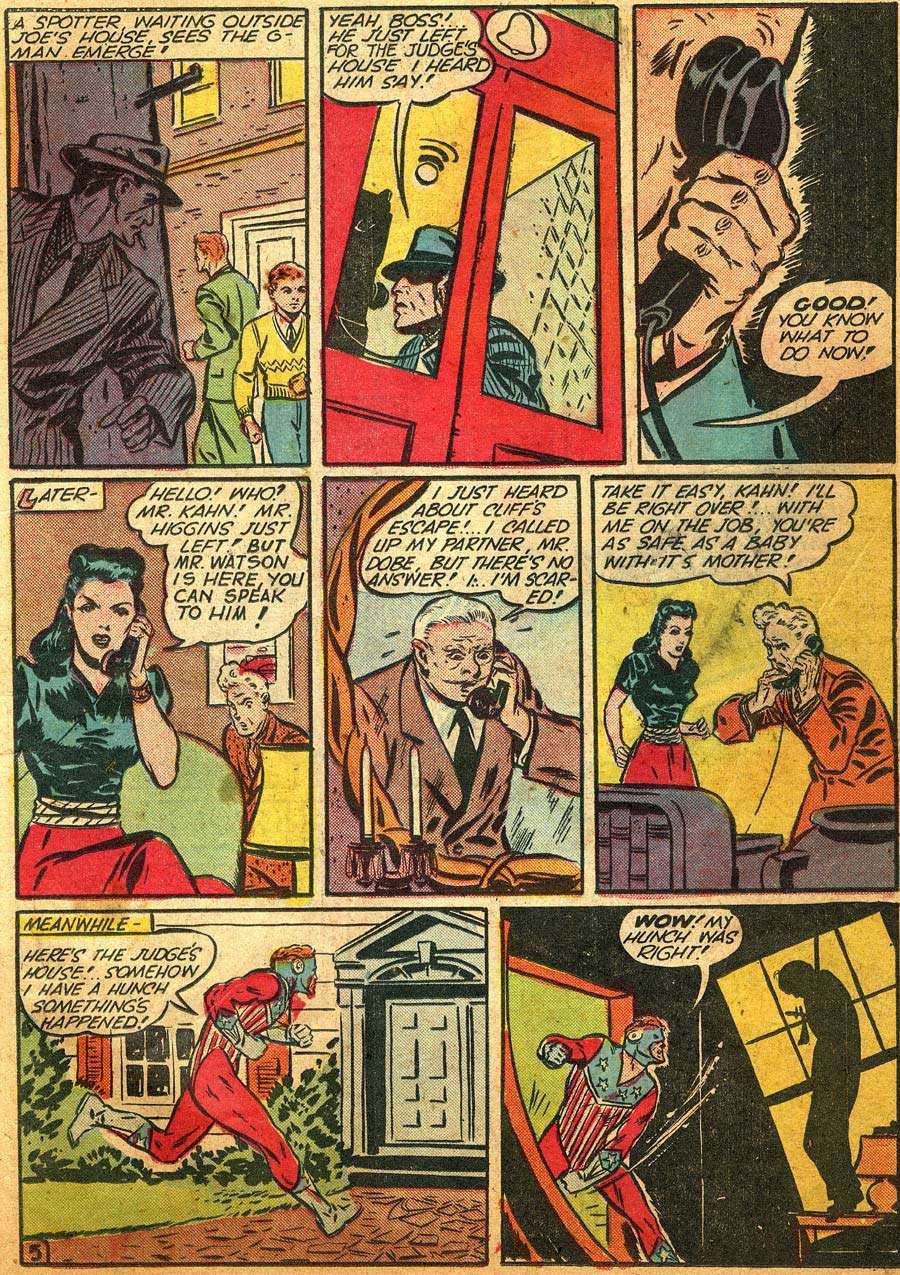 A SPOTTER, WAITING OUTSIDE
JOE'S HOUSE, SEES THE G-
MAN EMERGE!
YEAH, BOSS!..
HE JUST LEFT
FOR THE JUDGE'S
HOUSE I HEARD
HIM SAY!
GOOD!
YOU KNOW
WHAT TO
DO NOW!
LATER-
HELLO! WHO?
MR. KAHN! MR.
HIGGINS JUST
LEFT! BUT
MR. WATSON
IS HERE, YOU
CAN SPEAK
TO HIM!
I JUST HEARD
ABOUT CLIFF'S
ESCAPE!... I CALLED
UP MY PARTNER, MR.
DOBE, BUT THERE'S NO
ANSWER! I.. I'M SCAR-
ED!
TAKE IT EASY, KAHN! I'LL
BE RIGHT OVER!... WITH
ME ON THE JOB, YOU'RE
AS SAFE AS A BABY
WITH IT'S MOTHER!
MEANWHILE-
HERE'S THE JUDGE'S
HOUSE!.. SOMEHOW
I HAVE A HUNCH
SOMETHING'S
HAPPENED!
WOW! MY
HUNCH WAS
RIGHT!
5